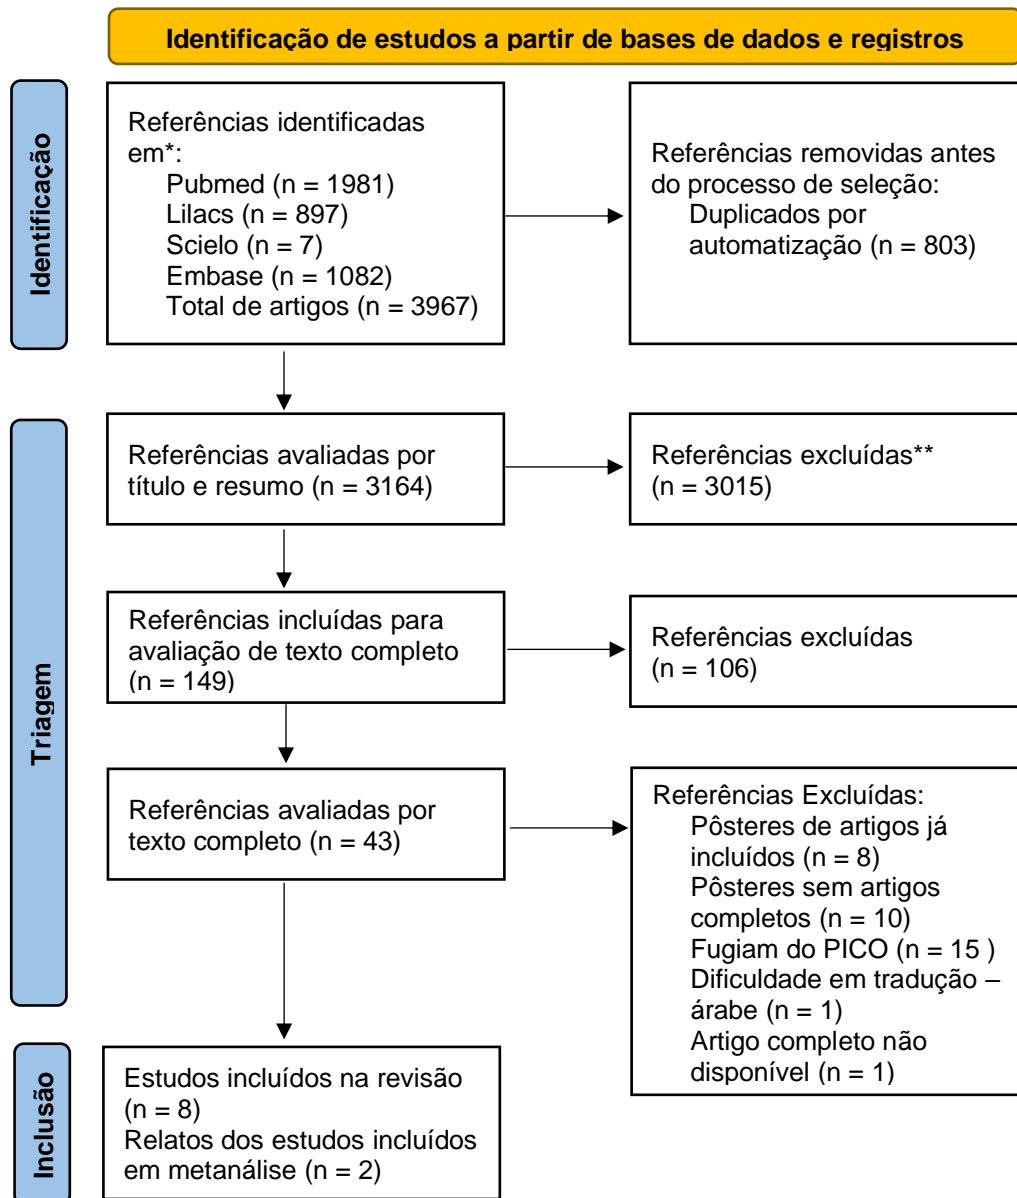 Identificação de estudos a partir de bases de dados e registros
Identificação
Referências identificadas
em*:
Pubmed (n = 1981)
Lilacs (n = 897)
Scielo (n = 7)
Embase (n = 1082)
Total de artigos (n = 3967)
Referências removidas antes
do processo de seleção:
Duplicados por
automatização (n = 803)
Triagem
Referências avaliadas por
título e resumo (n = 3164)
Referências excluídas**
(n = 3015)
Referências incluídas para
avaliação de texto completo
(n = 149)
Referências excluídas
(n = 106)
Referências avaliadas por
texto completo (n = 43)
Referências Excluídas:
Pôsteres de artigos já
incluídos (n = 8)
Pôsteres sem artigos
completos (n = 10)
Fugiam do PICO (n = 15 )
Dificuldade em tradução –
árabe (n = 1)
Artigo completo não
disponível (n = 1)
Inclusão
Estudos incluídos na revisão
(n = 8)
Relatos dos estudos incluídos
em metanálise (n = 2)